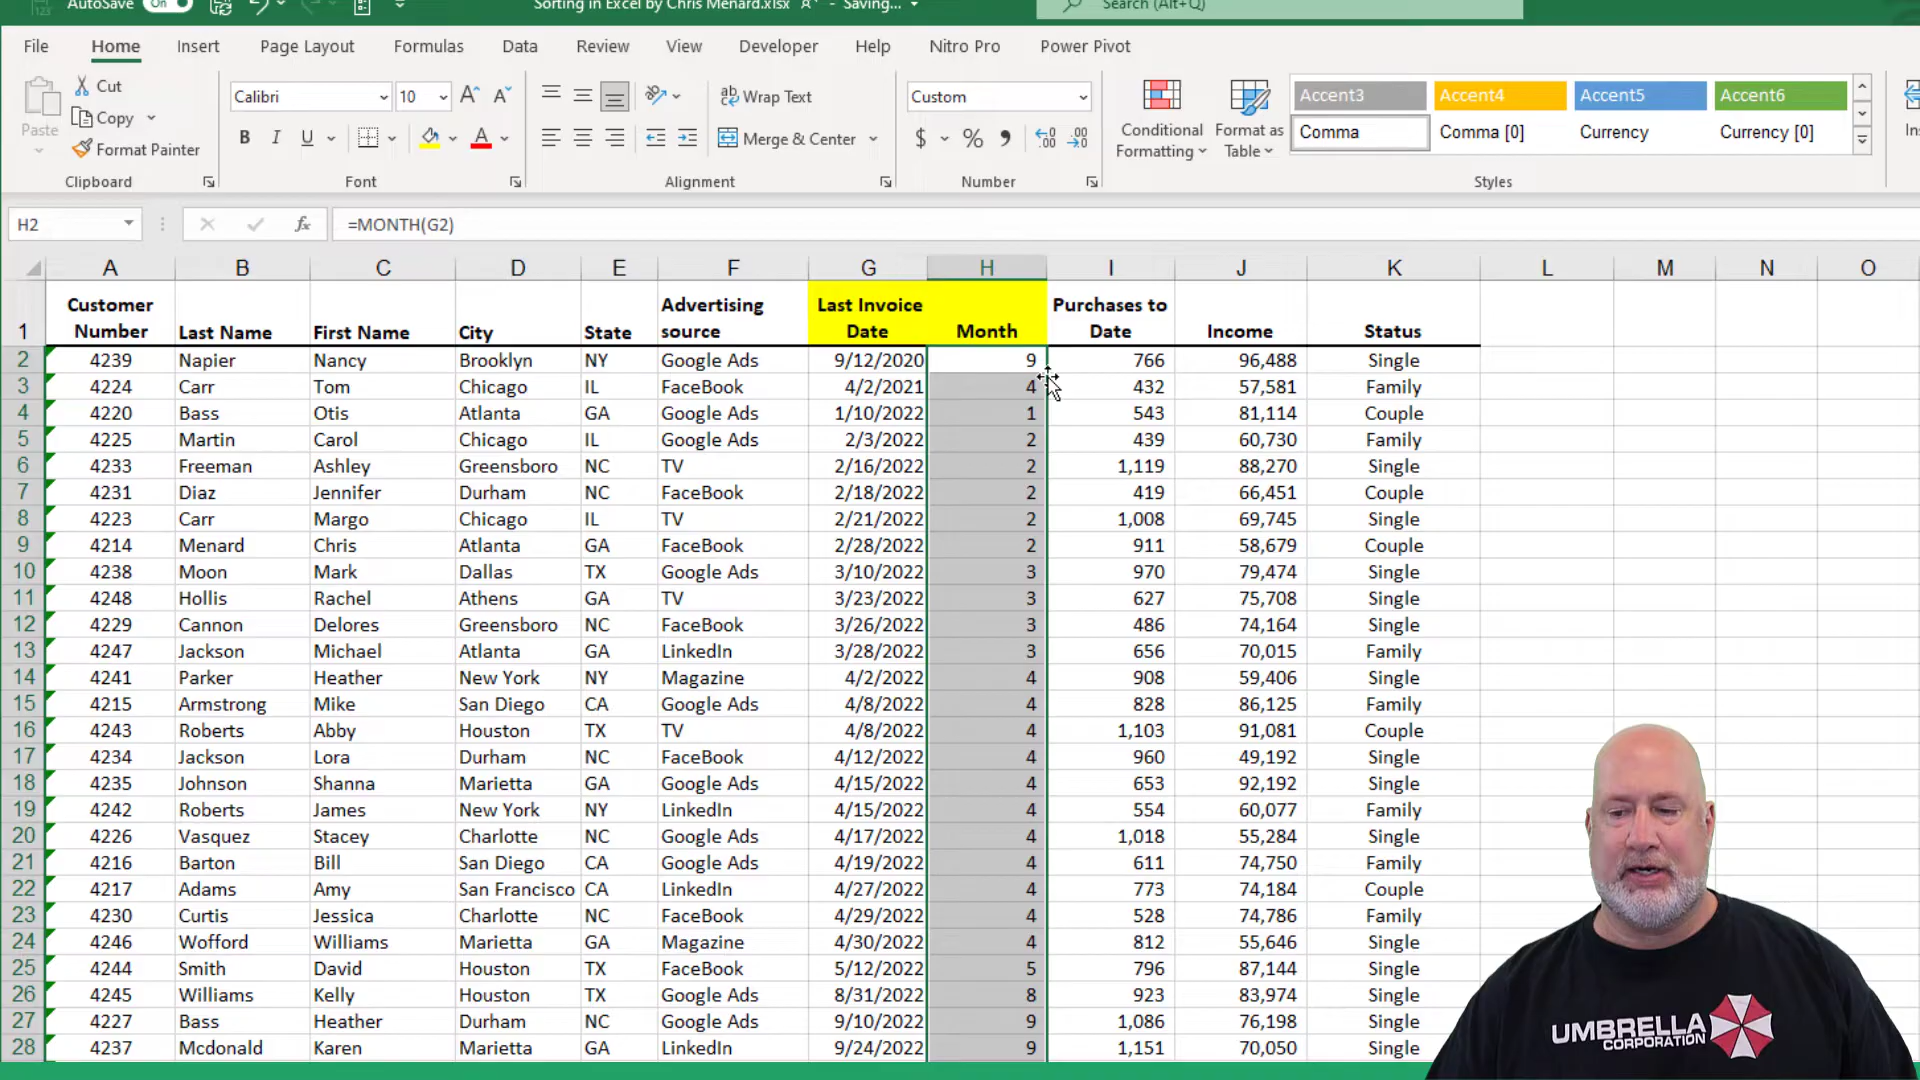 AutoSave On Sorting in Excel by Chris Menard.xlsx - Saving... Search (Alt+Q)
File Home Insert Page Layout Formulas Data Review View Developer Help Nitro Pro Power Pivot
Paste Cut Copy Format Painter
Calibri 10 B I U A A A
Wrap Text Merge & Center
Custom $ %
Conditional Formatting Format as Table
Accent3 Accent4 Accent5 Accent6
Comma Comma [0] Currency Currency [0]
Clipboard Font Alignment Number Styles
H2 fx =MONTH(G2)
A B C D E F G H I J K L M N O
1 Customer Number Last Name First Name City State Advertising source Last Invoice Date Month Purchases to Date Income Status
2 4239 Napier Nancy Brooklyn NY Google Ads 9/12/2020 9 766 96,488 Single
3 4224 Carr Tom Chicago IL FaceBook 4/2/2021 4 432 57,581 Family
4 4220 Bass Otis Atlanta GA Google Ads 1/10/2022 1 543 81,114 Couple
5 4225 Martin Carol Chicago IL Google Ads 2/3/2022 2 439 60,730 Family
6 4233 Freeman Ashley Greensboro NC TV 2/16/2022 2 1,119 88,270 Single
7 4231 Diaz Jennifer Durham NC FaceBook 2/18/2022 2 419 66,451 Couple
8 4223 Carr Margo Chicago IL TV 2/21/2022 2 1,008 69,745 Single
9 4214 Menard Chris Atlanta GA FaceBook 2/28/2022 2 911 58,679 Couple
10 4238 Moon Mark Dallas TX Google Ads 3/10/2022 3 970 79,474 Single
11 4248 Hollis Rachel Athens GA TV 3/23/2022 3 627 75,708 Single
12 4229 Cannon Delores Greensboro NC FaceBook 3/26/2022 3 486 74,164 Single
13 4247 Jackson Michael Atlanta GA LinkedIn 3/28/2022 3 656 70,015 Family
14 4241 Parker Heather New York NY Magazine 4/2/2022 4 908 59,406 Single
15 4215 Armstrong Mike San Diego CA Google Ads 4/8/2022 4 828 86,125 Family
16 4243 Roberts Abby Houston TX TV 4/8/2022 4 1,103 91,081 Couple
17 4234 Jackson Lora Durham NC FaceBook 4/12/2022 4 960 49,192 Single
18 4235 Johnson Shanna Marietta GA Google Ads 4/15/2022 4 653 92,192 Single
19 4242 Roberts James New York NY LinkedIn 4/15/2022 4 554 60,077 Family
20 4226 Vasquez Stacey Charlotte NC Google Ads 4/17/2022 4 1,018 55,284 Single
21 4216 Barton Bill San Diego CA Google Ads 4/19/2022 4 611 74,750 Family
22 4217 Adams Amy San Francisco CA LinkedIn 4/27/2022 4 773 74,184 Couple
23 4230 Curtis Jessica Charlotte NC FaceBook 4/29/2022 4 528 74,786 Family
24 4246 Wofford Williams Marietta GA Magazine 4/30/2022 4 812 55,646 Single
25 4244 Smith David Houston TX FaceBook 5/12/2022 5 796 87,144 Single
26 4245 Williams Kelly Houston TX Google Ads 8/31/2022 8 923 83,974 Single
27 4227 Bass Heather Durham NC Google Ads 9/10/2022 9 1,086 76,198 Single
28 4237 Mcdonald Karen Marietta GA LinkedIn 9/24/2022 9 1,151 70,050 Single
UMBRELLA
CORPORATION